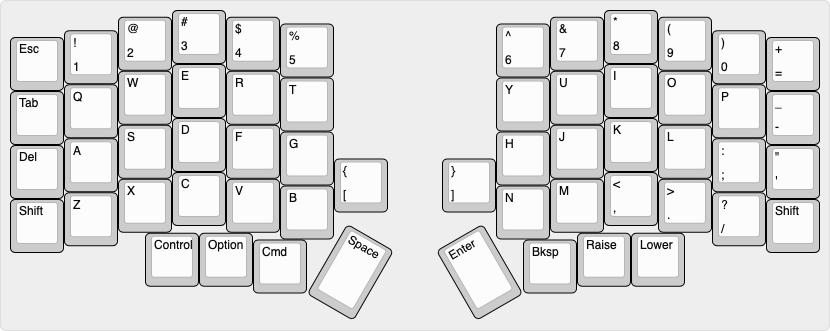 Esc ! 1 @ 2 # 3 $ 4 % 5 ^ 6 & 7 * 8 ( 9 ) 0 + =
Tab Q W E R T Y U I O P _ -
Del A S D F G { [ } ] H J K L : ; " '
Shift Z X C V B N M < , > . ? / Shift
Control Option Cmd Space Enter Bksp Raise Lower